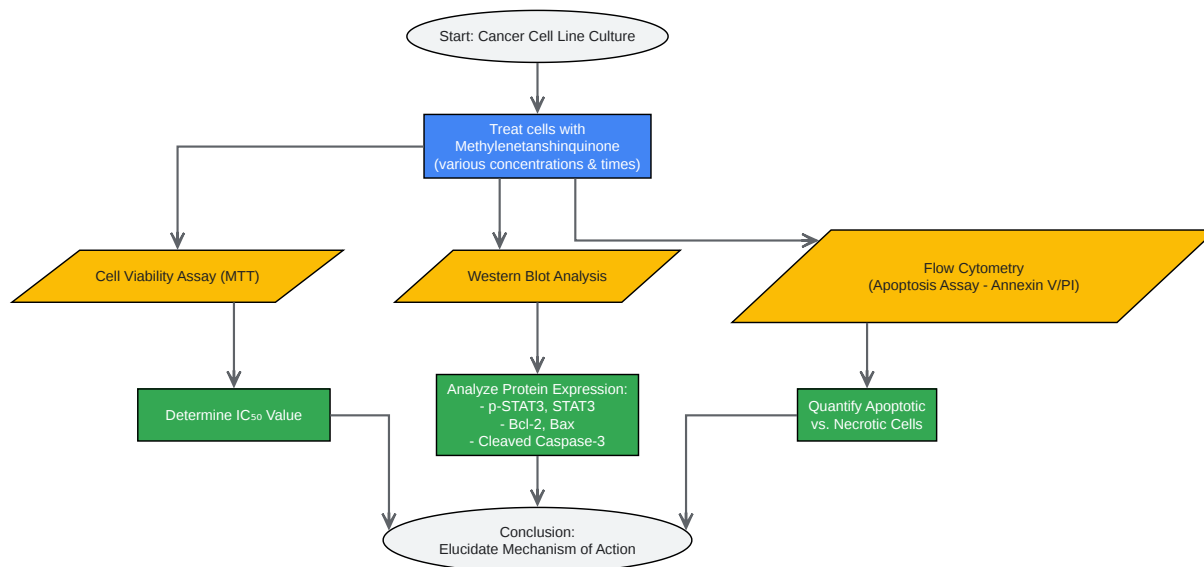 Start: Cancer Cell Line Culture
Treat cells with
Methylenetanshinquinone
(various concentrations & times)
Cell Viability Assay (MTT)
Western Blot Analysis
Flow Cytometry
(Apoptosis Assay - Annexin V/PI)
Determine IC₅₀ Value
Analyze Protein Expression:
- p-STAT3, STAT3
- Bcl-2, Bax
- Cleaved Caspase-3
Quantify Apoptotic
vs. Necrotic Cells
Conclusion:
Elucidate Mechanism of Action